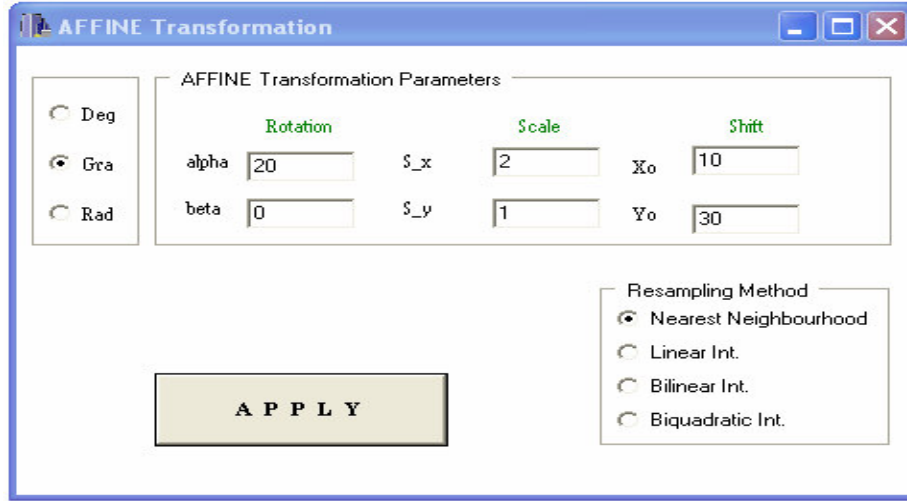 AFFINE Transformation
AFFINE Transformation Parameters
Deg
Gra
Rad
Rotation Scale Shift
alpha 20 S_x 2 Xo 10
beta 0 S_y 1 Yo 30
Resampling Method
Nearest Neighbourhood
Linear Int.
Bilinear Int.
Biquadratic Int.
A P P L Y